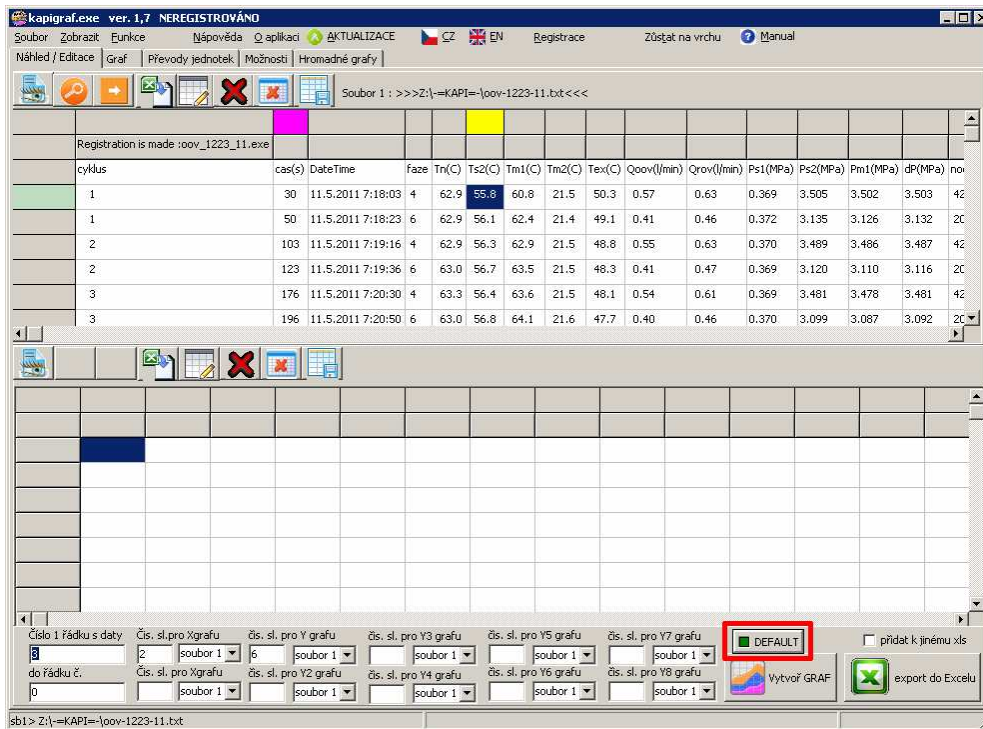 kapigraf.exe ver. 1,7 NEREGISTROVÁNO
Soubor Zobrazit Funkce Nápověda O aplikaci AKTUALIZACE CZ EN Registrace Zůstat na vrchu Manual
Náhled / Editace Graf Převody jednotek Možnosti Hromadné grafy
Soubor 1 : >>>Z:\-=KAPI=-\oov-1223-11.txt<<<
Registration is made :oov_1223_11.exe
cyklus cas(s) DateTime faze Tn(C) Ts2(C) Tm1(C) Tm2(C) Tex(C) Qoov(l/min) Qrov(l/min) Ps1(MPa) Ps2(MPa) Pm1(MPa) dP(MPa) no
1 30 11.5.2011 7:18:03 4 62.9 55.8 60.8 21.5 50.3 0.57 0.63 0.369 3.505 3.502 3.503 42
1 50 11.5.2011 7:18:23 6 62.9 56.1 62.4 21.4 49.1 0.41 0.46 0.372 3.135 3.126 3.132 20
2 103 11.5.2011 7:19:16 4 62.9 56.3 62.9 21.5 48.8 0.55 0.63 0.370 3.489 3.486 3.487 42
2 123 11.5.2011 7:19:36 6 63.0 56.7 63.5 21.5 48.3 0.41 0.47 0.369 3.120 3.110 3.116 20
3 176 11.5.2011 7:20:30 4 63.3 56.4 63.6 21.5 48.1 0.54 0.61 0.369 3.481 3.478 3.481 42
3 196 11.5.2011 7:20:50 6 63.0 56.8 64.1 21.6 47.7 0.40 0.46 0.370 3.099 3.087 3.092 20
Číslo 1 řádku s daty Čis. sl.pro Xgrafu čis. sl. pro Y grafu čis. sl. pro Y3 grafu čis. sl. pro Y5 grafu čis. sl. pro Y7 grafu DEFAULT přidat k jinému xls
3 2 soubor 1 6 soubor 1 soubor 1 soubor 1 soubor 1
do řádku č. Čis. sl. pro Xgrafu čis. sl. pro Y2 grafu čis. sl. pro Y4 grafu čis. sl. pro Y6 grafu čis. sl. pro Y8 grafu Vytvoř GRAF export do Excelu
0 soubor 1 soubor 1 soubor 1 soubor 1 soubor 1
sb1> Z:\-=KAPI=-\oov-1223-11.txt